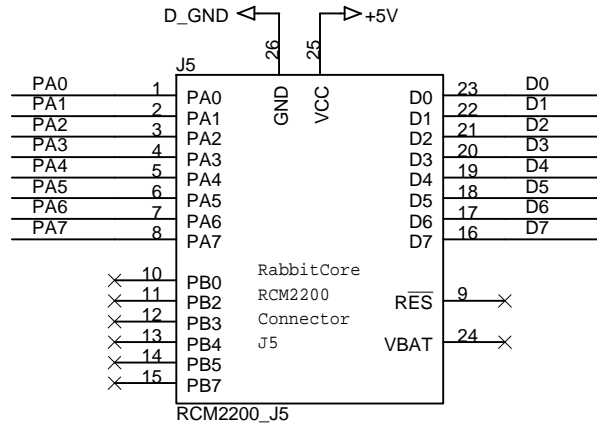 D_GND +5V
26 25
J5
PA0 1 PA0 GND VCC D0 23 D0
PA1 2 PA1 D1 22 D1
PA2 3 PA2 D2 21 D2
PA3 4 PA3 D3 20 D3
PA4 5 PA4 D4 19 D4
PA5 6 PA5 D5 18 D5
PA6 7 PA6 D6 17 D6
PA7 8 PA7 D7 16 D7
10 PB0 RabbitCore
11 PB2 RCM2200 RES 9
12 PB3 Connector
13 PB4 J5 VBAT 24
14 PB5
15 PB7
RCM2200_J5